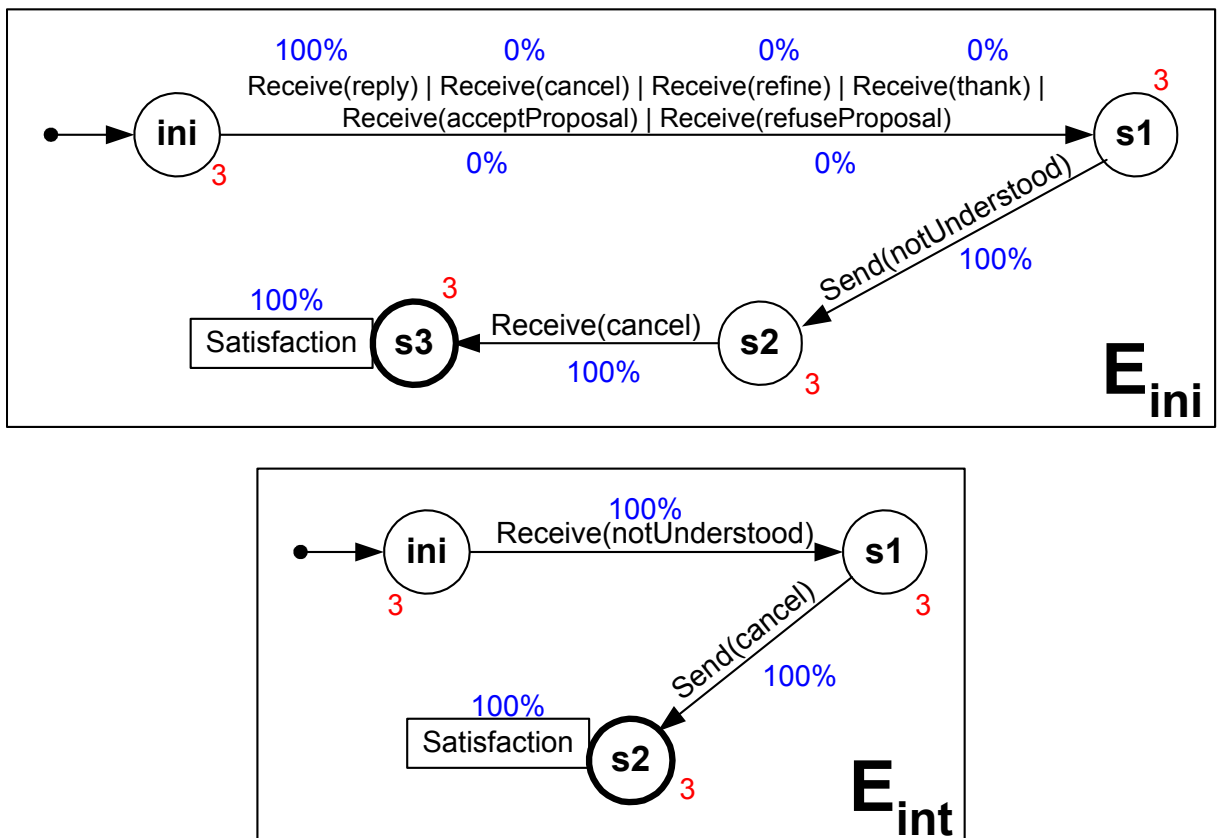 100% 0% 0% 0%
Receive(reply) | Receive(cancel) | Receive(refine) | Receive(thank) |
Receive(acceptProposal) | Receive(refuseProposal)
0% 0%
ini
3
s1
3
Send(notUnderstood)
100%
s2
3
Receive(cancel)
100%
s3
3
100%
Satisfaction
E ini
ini
3
100%
Receive(notUnderstood)
s1
3
Send(cancel)
100%
s2
3
100%
Satisfaction
E int